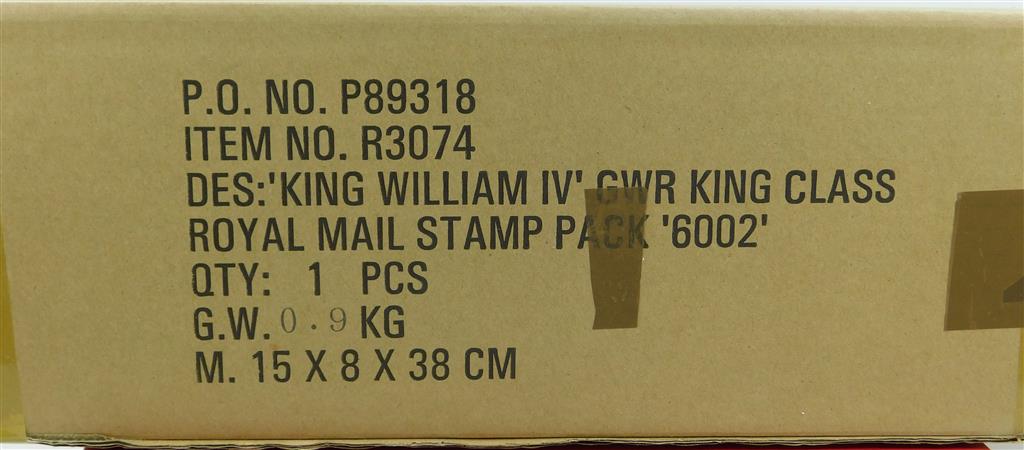 P.O. NO. P89318
ITEM NO. R3074
DES:'KING WILLIAM IV' GWR KING CLASS
ROYAL MAIL STAMP PACK '6002'
QTY: 1 PCS
G.W. 0.9 KG
M. 15 X 8 X 38 CM